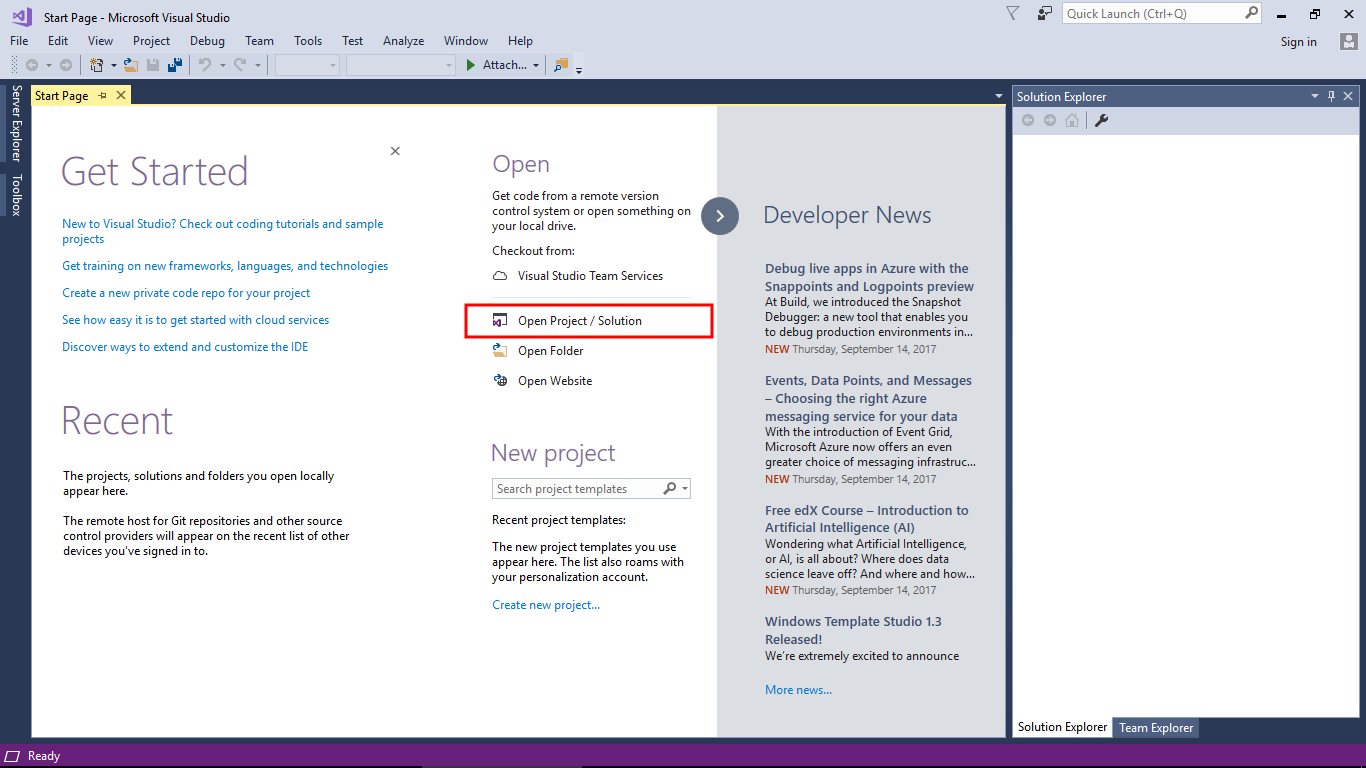 Start Page - Microsoft Visual Studio
Quick Launch (Ctrl+Q)
File Edit View Project Debug Team Tools Test Analyze Window Help
Sign in
Attach...
Server Explorer
Toolbox
Start Page
Get Started
New to Visual Studio? Check out coding tutorials and sample
projects
Get training on new frameworks, languages, and technologies
Create a new private code repo for your project
See how easy it is to get started with cloud services
Discover ways to extend and customize the IDE
Recent
The projects, solutions and folders you open locally
appear here.
The remote host for Git repositories and other source
control providers will appear on the recent list of other
devices you've signed in to.
Open
Get code from a remote version
control system or open something on
your local drive.
Checkout from:
Visual Studio Team Services
Open Project / Solution
Open Folder
Open Website
New project
Search project templates
Recent project templates:
The new project templates you use
appear here. The list also roams with
your personalization account.
Create new project...
Developer News
Debug live apps in Azure with the
Snappoints and Logpoints preview
At Build, we introduced the Snapshot
Debugger: a new tool that enables you
to debug production environments in...
NEW Thursday, September 14, 2017
Events, Data Points, and Messages
– Choosing the right Azure
messaging service for your data
With the introduction of Event Grid,
Microsoft Azure now offers an even
greater choice of messaging infrastruc...
NEW Thursday, September 14, 2017
Free edX Course – Introduction to
Artificial Intelligence (AI)
Wondering what Artificial Intelligence,
or AI, is all about? Where does data
science leave off? And where and how...
NEW Thursday, September 14, 2017
Windows Template Studio 1.3
Released!
We're extremely excited to announce
More news...
Solution Explorer
Solution Explorer Team Explorer
Ready